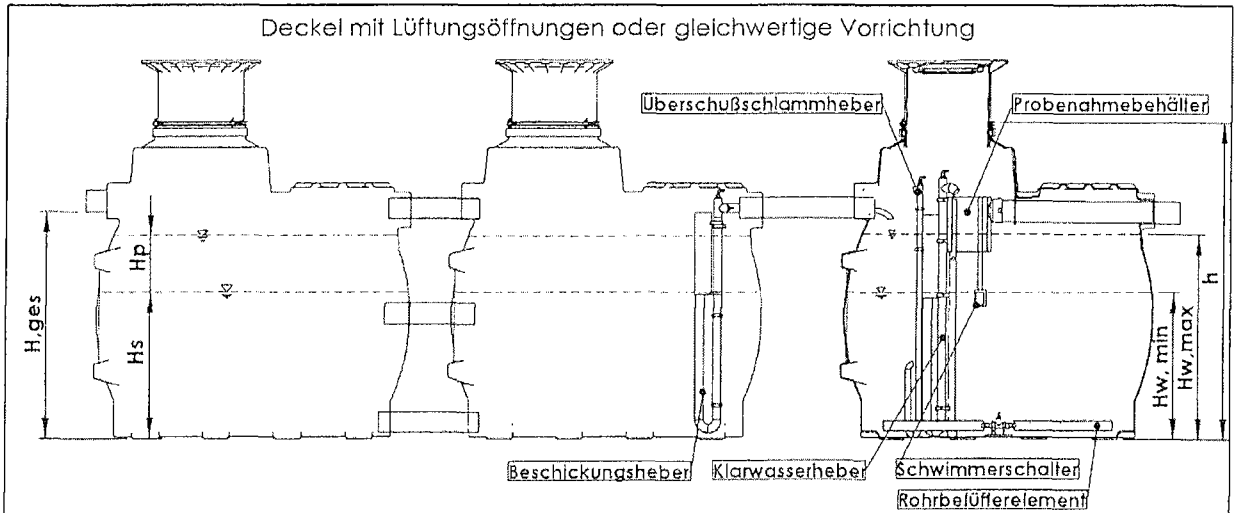 Deckel mit Lüftungsöffnungen oder gleichwertige Vorrichtung
Überschußschlammheber
Probenahmebehälter
H,ges
Hp
Hs
h
Hw, min
Hw,max
Beschickungsheber
Klarwasserheber
Schwimmerschalter
Rohrbelüfterelement